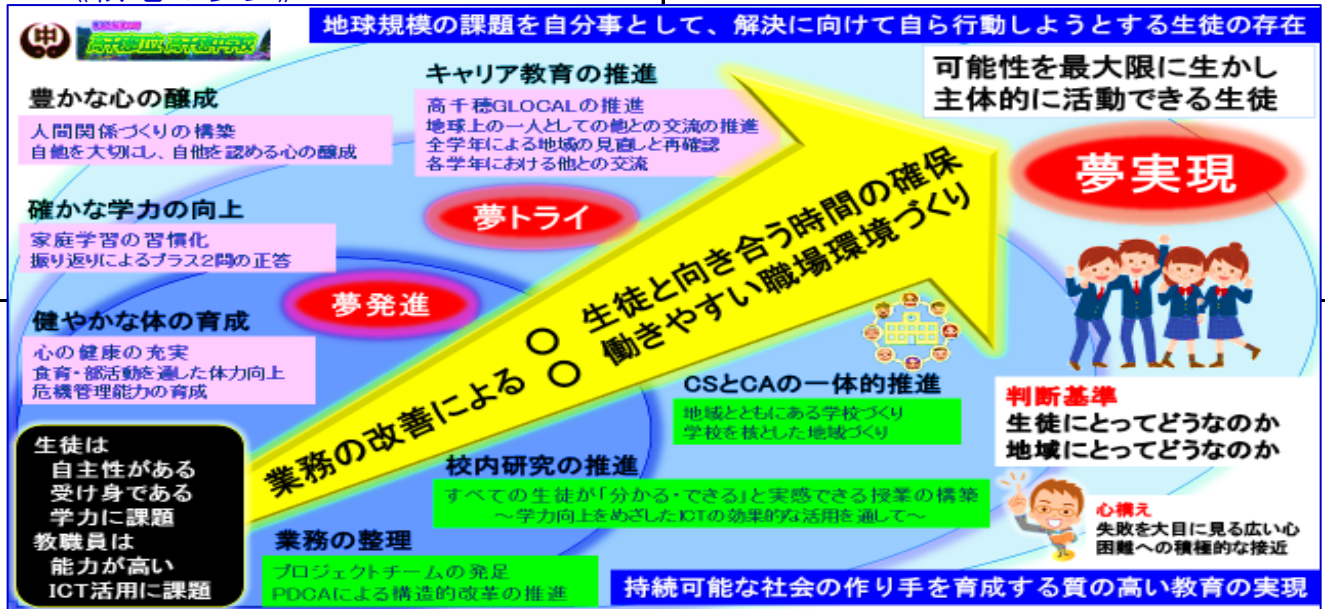 地球規模の課題を自分事として、解決に向けて自ら行動しようとする生徒の存在
高千穂町立高千穂中学校
可能性を最大限に生かし
主体的に活動できる生徒
夢実現
キャリア教育の推進
高千穂GLOCALの推進
地球上の一人としての他との交流の推進
全学年による地域の見直しと再確認
各学年における他との交流
豊かな心の醸成
人間関係づくりの構築
自他を大切にし、自他を認める心の醸成
夢トライ
確かな学力の向上
家庭学習の習慣化
振り返りによるプラス2問の正答
夢発進
健やかな体の育成
心の健康の充実
食育・部活動を通した体力向上
危機管理能力の育成
業務の改善による
○ 生徒と向き合う時間の確保
○ 働きやすい職場環境づくり
CSとCAの一体的推進
地域とともにある学校づくり
学校を核とした地域づくり
判断基準
生徒にとってどうなのか
地域にとってどうなのか
生徒は
自主性がある
受け身である
学力に課題
教職員は
能力が高い
ICT活用に課題
校内研究の推進
すべての生徒が「分かる・できる」と実感できる授業の構築
～学力向上をめざしたICTの効果的な活用を通して～
心構え
失敗を大目に見る広い心
困難への積極的な接近
業務の整理
プロジェクトチームの発足
PDCAによる構造的改革の推進
持続可能な社会の作り手を育成する質の高い教育の実現